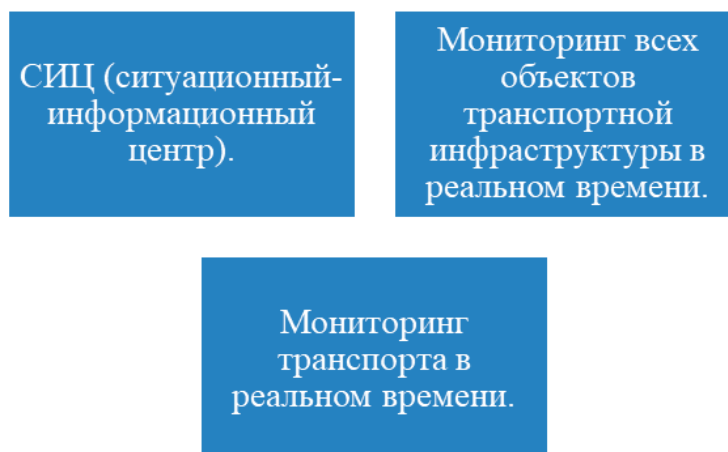 СИЦ (ситуационный-
информационный
центр).
Мониторинг всех
объектов
транспортной
инфраструктуры в
реальном времени.
Мониторинг
транспорта в
реальном времени.